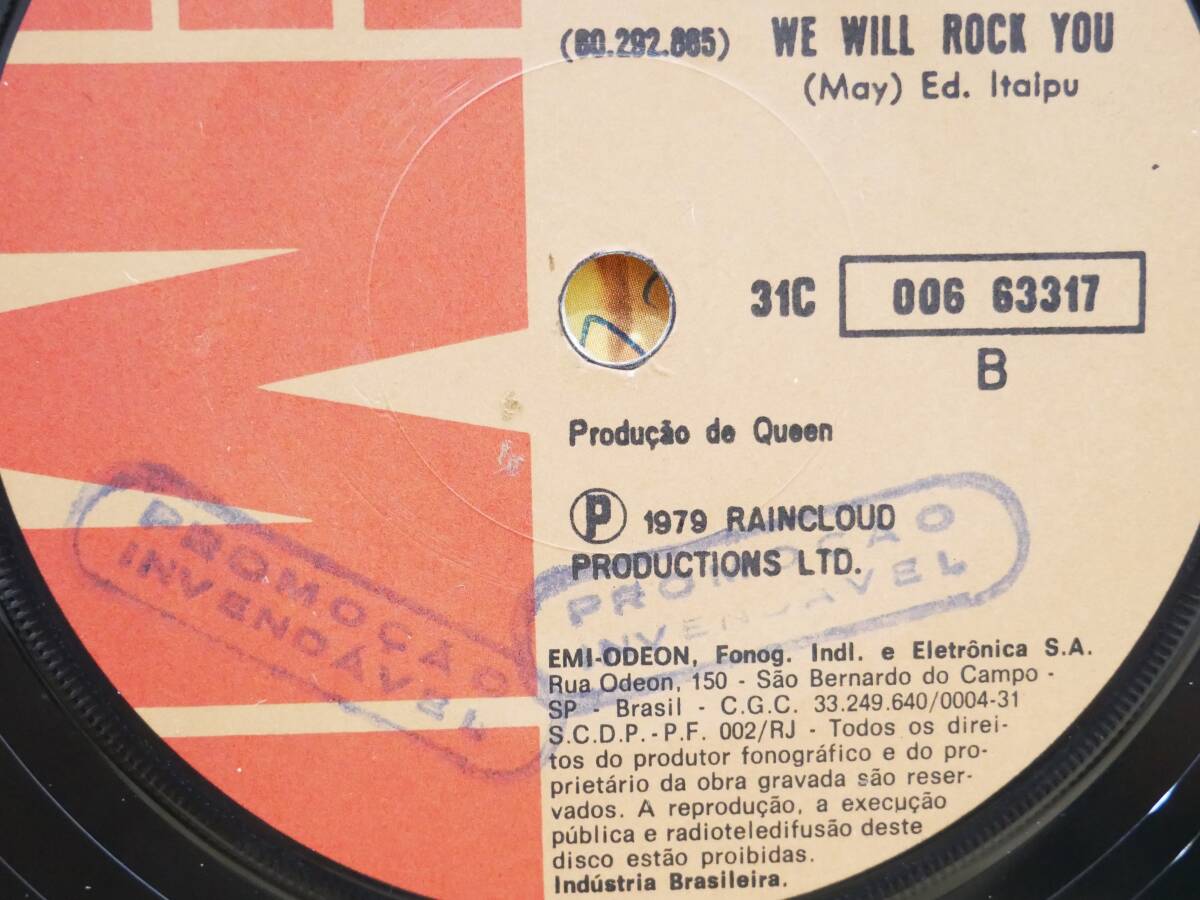 (60.292.885) WE WILL ROCK YOU
(May) Ed. Itaipu
31C 006 63317
B
Produção de Queen
Ⓟ 1979 RAINCLOUD
PRODUCTIONS LTD.
PROMOÇÃO
INVENDÁVEL
PROMOÇÃO
INVENDÁVEL
EMI-ODEON, Fonog. Indl. e Eletrônica S.A.
Rua Odeon, 150 - São Bernardo do Campo -
SP - Brasil - C.G.C. 33.249.640/0004-31
S.C.D.P.-P.F. 002/RJ - Todos os direi-
tos do produtor fonográfico e do pro-
prietário da obra gravada são reser-
vados. A reprodução, a execução
pública e radioteledifusão deste
disco estão proibidas.
Indústria Brasileira.